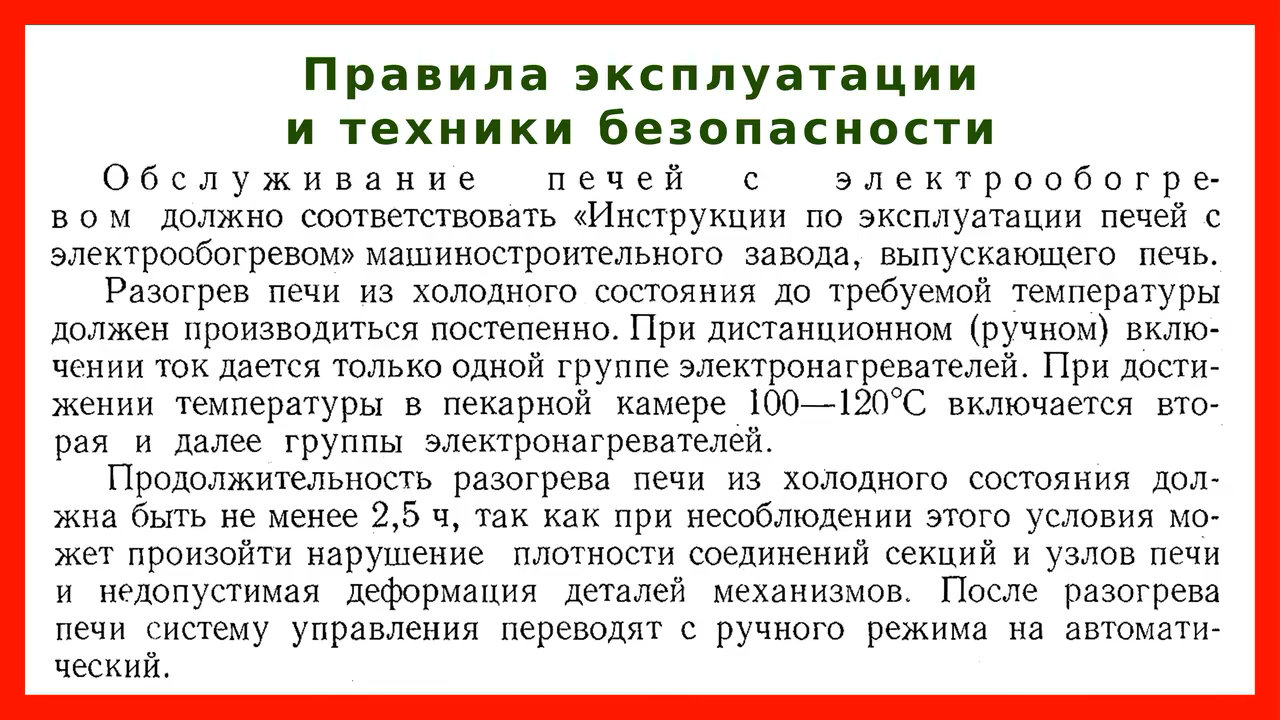 Правила эксплуатации
и техники безопасности
Обслуживание печей с электрообогре-
вом должно соответствовать «Инструкции по эксплуатации печей с
электрообогревом» машиностроительного завода, выпускающего печь.
Разогрев печи из холодного состояния до требуемой температуры
должен производиться постепенно. При дистанционном (ручном) вклю-
чении ток дается только одной группе электронагревателей. При дости-
жении температуры в пекарной камере 100—120°С включается вто-
рая и далее группы электронагревателей.
Продолжительность разогрева печи из холодного состояния дол-
жна быть не менее 2,5 ч, так как при несоблюдении этого условия мо-
жет произойти нарушение плотности соединений секций и узлов печи
и недопустимая деформация деталей механизмов. После разогрева
печи систему управления переводят с ручного режима на автомати-
ческий.